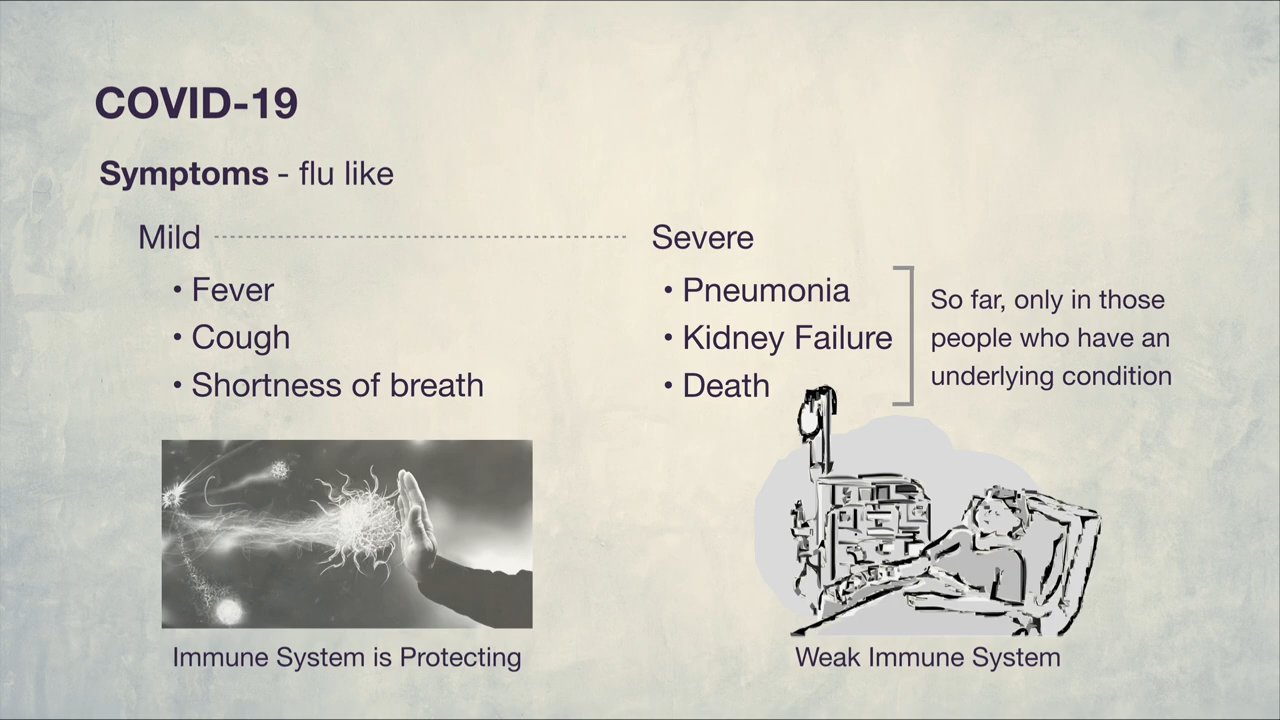 COVID-19
Symptoms - flu like
Mild
• Fever
• Cough
• Shortness of breath
Severe
• Pneumonia
• Kidney Failure
• Death
So far, only in those
people who have an
underlying condition
Immune System is Protecting
Weak Immune System